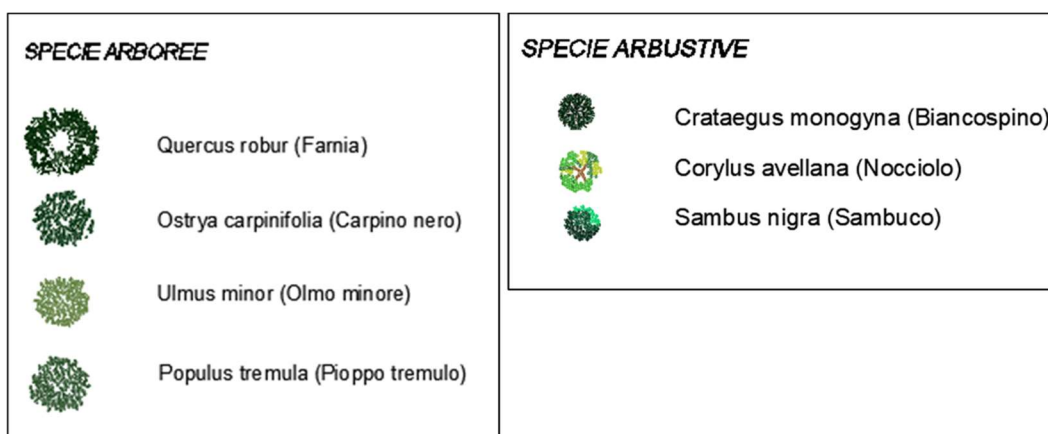 SPECIE ARBOREE
Quercus robur (Farnia)
Ostrya carpinifolia (Carpino nero)
Ulmus minor (Olmo minore)
Populus tremula (Pioppo tremulo)
SPECIE ARBUSTIVE
Crataegus monogyna (Biancospino)
Corylus avellana (Nocciolo)
Sambus nigra (Sambuco)